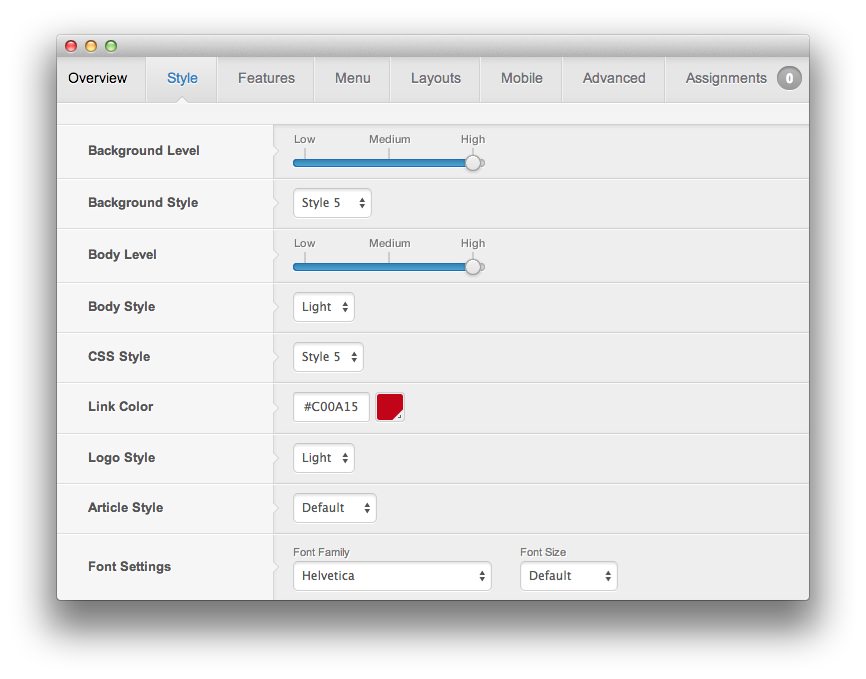 Overview Style Features Menu Layouts Mobile Advanced Assignments 0
Low Medium High
Background Level
Background Style Style 5
Low Medium High
Body Level
Body Style Light
CSS Style Style 5
Link Color #C00A15
Logo Style Light
Article Style Default
Font Family Font Size
Font Settings
Helvetica Default